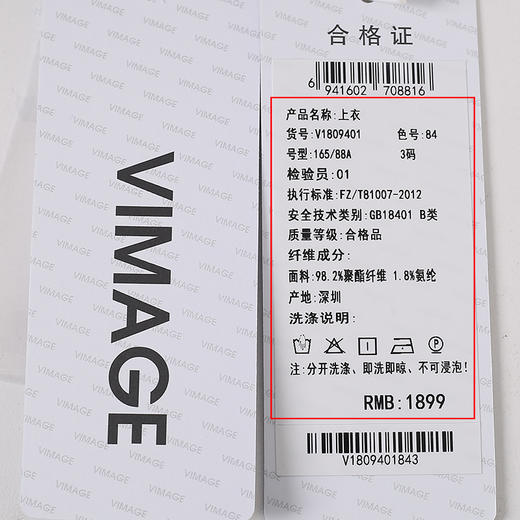 VIMAGE
合格证
6 941602 708816
产品名称:上衣
货号:V1809401 色号:84
号型:165/88A 3码
检验员:01
执行标准:FZ/T81007-2012
安全技术类别:GB18401 B类
质量等级:合格品
纤维成分:
面料:98.2%聚酯纤维 1.8%氨纶
产地:深圳
洗涤说明:
注:分开洗涤、即洗即晾、不可浸泡!
RMB:1899
V1809401843